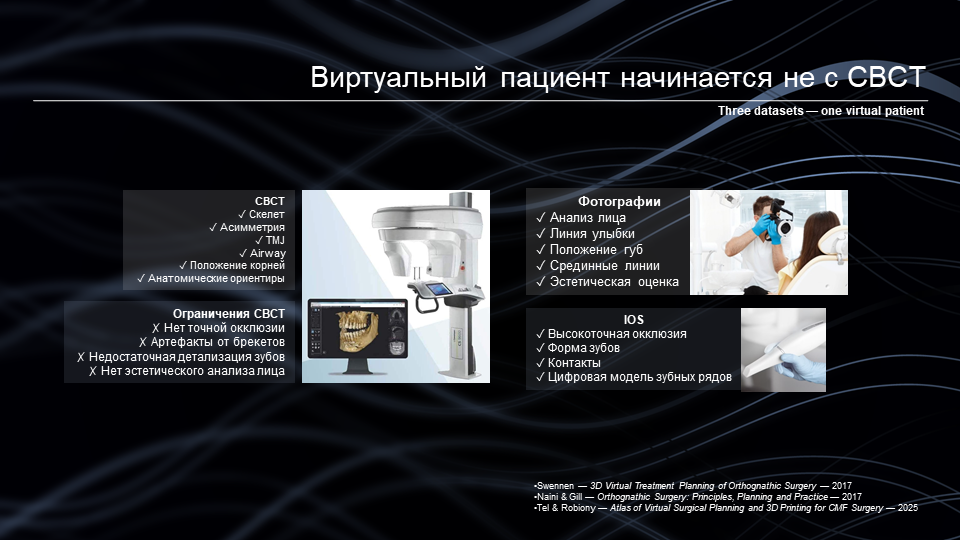 Виртуальный пациент начинается не с CBCT
Three datasets — one virtual patient
CBCT
✓ Скелет
✓ Асимметрия
✓ TMJ
✓ Airway
✓ Положение корней
✓ Анатомические ориентиры
Ограничения CBCT
✗ Нет точной окклюзии
✗ Артефакты от брекетов
✗ Недостаточная детализация зубов
✗ Нет эстетического анализа лица
Фотографии
✓ Анализ лица
✓ Линия улыбки
✓ Положение губ
✓ Срединные линии
✓ Эстетическая оценка
IOS
✓ Высокоточная окклюзия
✓ Форма зубов
✓ Контакты
✓ Цифровая модель зубных рядов
•Swennen — 3D Virtual Treatment Planning of Orthognathic Surgery — 2017
•Naini & Gill — Orthognathic Surgery: Principles, Planning and Practice — 2017
•Tel & Robiony — Atlas of Virtual Surgical Planning and 3D Printing for CMF Surgery — 2025